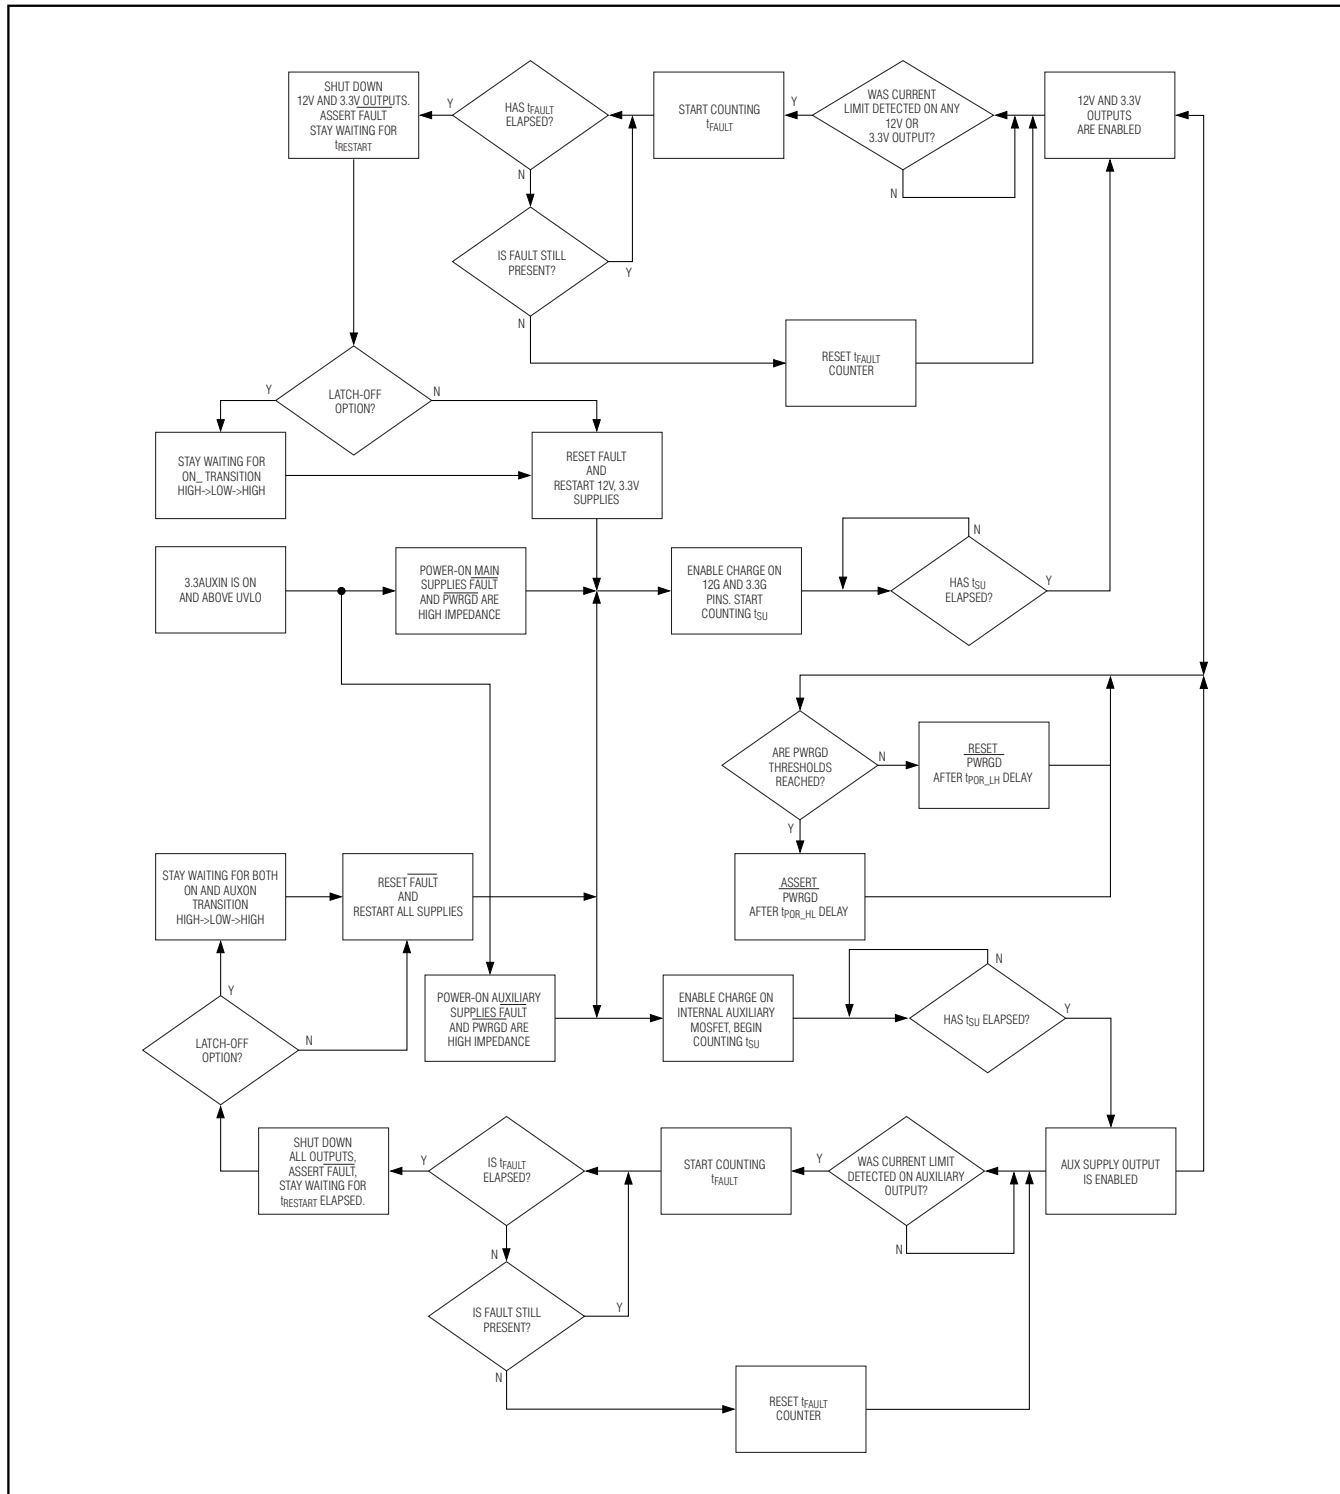 SHUT DOWN
12V AND 3.3V OUTPUTS.
ASSERT FAULT
STAY WAITING FOR
tRESTART
Y
HAS tFAULT
ELAPSED?
N
START COUNTING
tFAULT
Y
WAS CURRENT
LIMIT DETECTED ON ANY
12V OR
3.3V OUTPUT?
N
12V AND 3.3V
OUTPUTS
ARE ENABLED
IS FAULT STILL
PRESENT?
Y
N
RESET tFAULT
COUNTER
Y
LATCH-OFF
OPTION?
N
STAY WAITING FOR
ON_ TRANSITION
HIGH->LOW->HIGH
RESET FAULT
AND
RESTART 12V, 3.3V
SUPPLIES
3.3AUXIN IS ON
AND ABOVE UVLO
POWER-ON MAIN
SUPPLIES FAULT
AND PWRGD ARE
HIGH IMPEDANCE
ENABLE CHARGE ON
12G AND 3.3G
PINS. START
COUNTING tSU
N
HAS tSU
ELAPSED?
Y
ARE PWRGD
THRESHOLDS
REACHED?
N
Y
RESET
PWRGD
AFTER tPOR_LH DELAY
ASSERT
PWRGD
AFTER tPOR_HL DELAY
STAY WAITING FOR BOTH
ON AND AUXON
TRANSITION
HIGH->LOW->HIGH
RESET FAULT
AND
RESTART ALL SUPPLIES
Y
LATCH-OFF
OPTION?
N
POWER-ON AUXILIARY
SUPPLIES FAULT
AND PWRGD ARE
HIGH IMPEDANCE
ENABLE CHARGE ON
INTERNAL AUXILIARY
MOSFET, BEGIN
COUNTING tSU
N
HAS tSU ELAPSED?
Y
SHUT DOWN
ALL OUTPUTS,
ASSERT FAULT,
STAY WAITING FOR
tRESTART ELAPSED.
Y
IS tFAULT
ELAPSED?
N
START COUNTING
tFAULT
Y
WAS CURRENT LIMIT
DETECTED ON AUXILIARY
OUTPUT?
N
AUX SUPPLY OUTPUT
IS ENABLED
IS FAULT STILL
PRESENT?
Y
N
RESET tFAULT
COUNTER